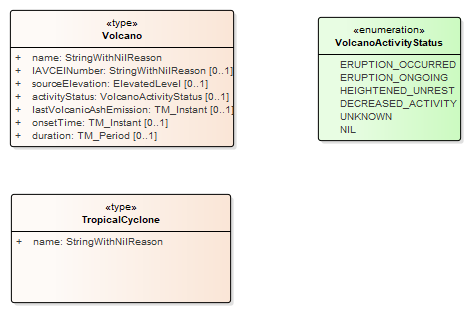 «type»
Volcano
+ name: StringWithNilReason
+ IAVCEINumber: StringWithNilReason [0..1]
+ sourceElevation: ElevatedLevel [0..1]
+ activityStatus: VolcanoActivityStatus [0..1]
+ lastVolcanicAshEmission: TM_Instant [0..1]
+ onsetTime: TM_Instant [0..1]
+ duration: TM_Period [0..1]
«enumeration»
VolcanoActivityStatus
ERUPTION_OCCURRED
ERUPTION_ONGOING
HEIGHTENED_UNREST
DECREASED_ACTIVITY
UNKNOWN
NIL
«type»
TropicalCyclone
+ name: StringWithNilReason